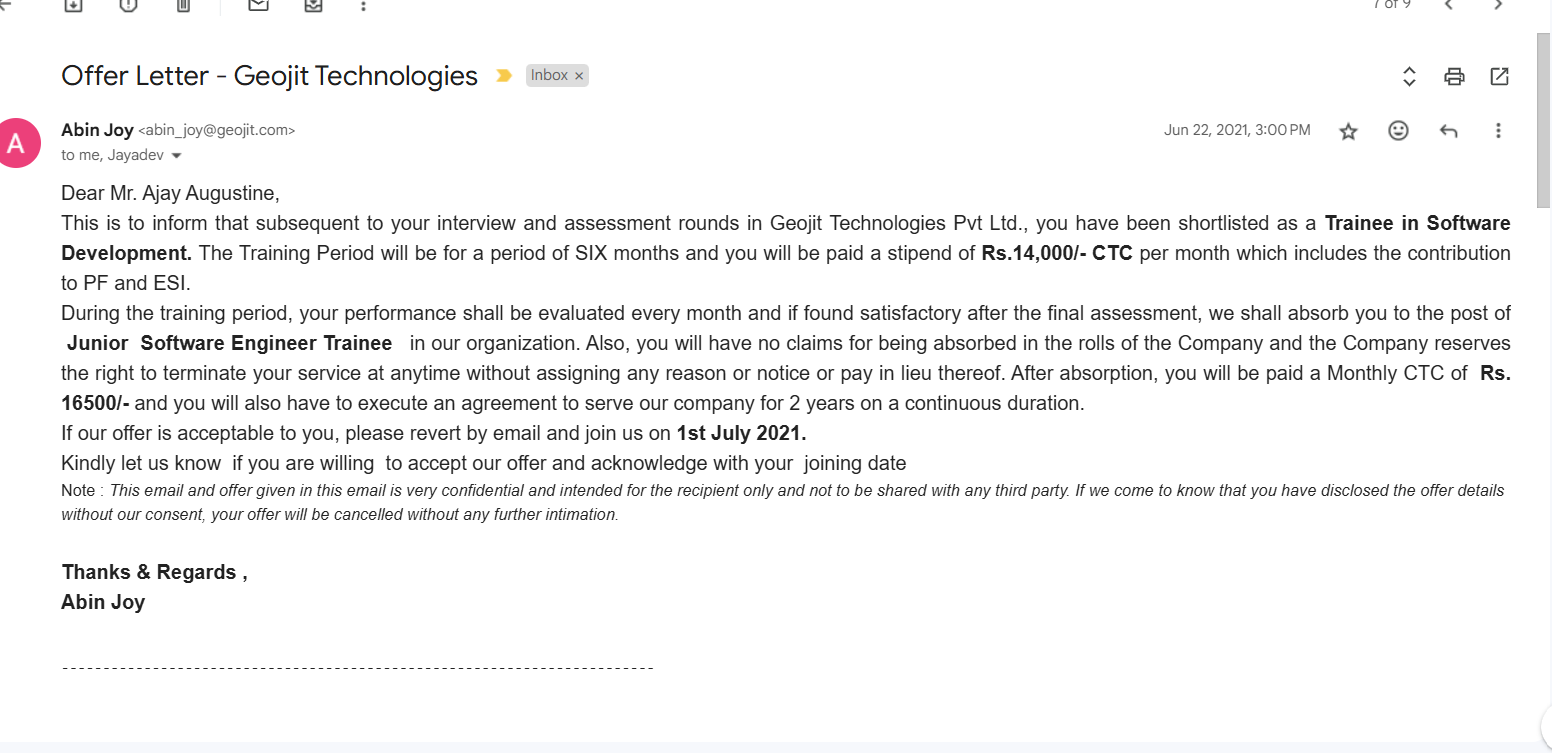 7 of 9
Offer Letter - Geojit Technologies
Inbox ×
Abin Joy <abin_joy@geojit.com>
Jun 22, 2021, 3:00 PM
A
to me, Jayadev
Dear Mr. Ajay Augustine,
This is to inform that subsequent to your interview and assessment rounds in Geojit Technologies Pvt Ltd., you have been shortlisted as a Trainee in Software
Development. The Training Period will be for a period of SIX months and you will be paid a stipend of Rs.14,000/- CTC per month which includes the contribution
to PF and ESI.
During the training period, your performance shall be evaluated every month and if found satisfactory after the final assessment, we shall absorb you to the post of
Junior Software Engineer Trainee in our organization. Also, you will have no claims for being absorbed in the rolls of the Company and the Company reserves
the right to terminate your service at anytime without assigning any reason or notice or pay in lieu thereof. After absorption, you will be paid a Monthly CTC of Rs.
16500/- and you will also have to execute an agreement to serve our company for 2 years on a continuous duration.
If our offer is acceptable to you, please revert by email and join us on 1st July 2021.
Kindly let us know if you are willing to accept our offer and acknowledge with your joining date
Note : This email and offer given in this email is very confidential and intended for the recipient only and not to be shared with any third party. If we come to know that you have disclosed the offer details
without our consent, your offer will be cancelled without any further intimation.
Thanks & Regards ,
Abin Joy
------------------------------------------------------------------------